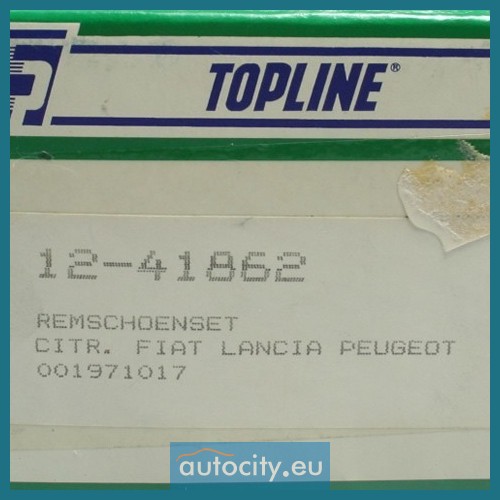 TOPLINE®
12-41862
REMSCHOENSET
CITR. FIAT LANCIA PEUGEOT
001971017
autocity.eu